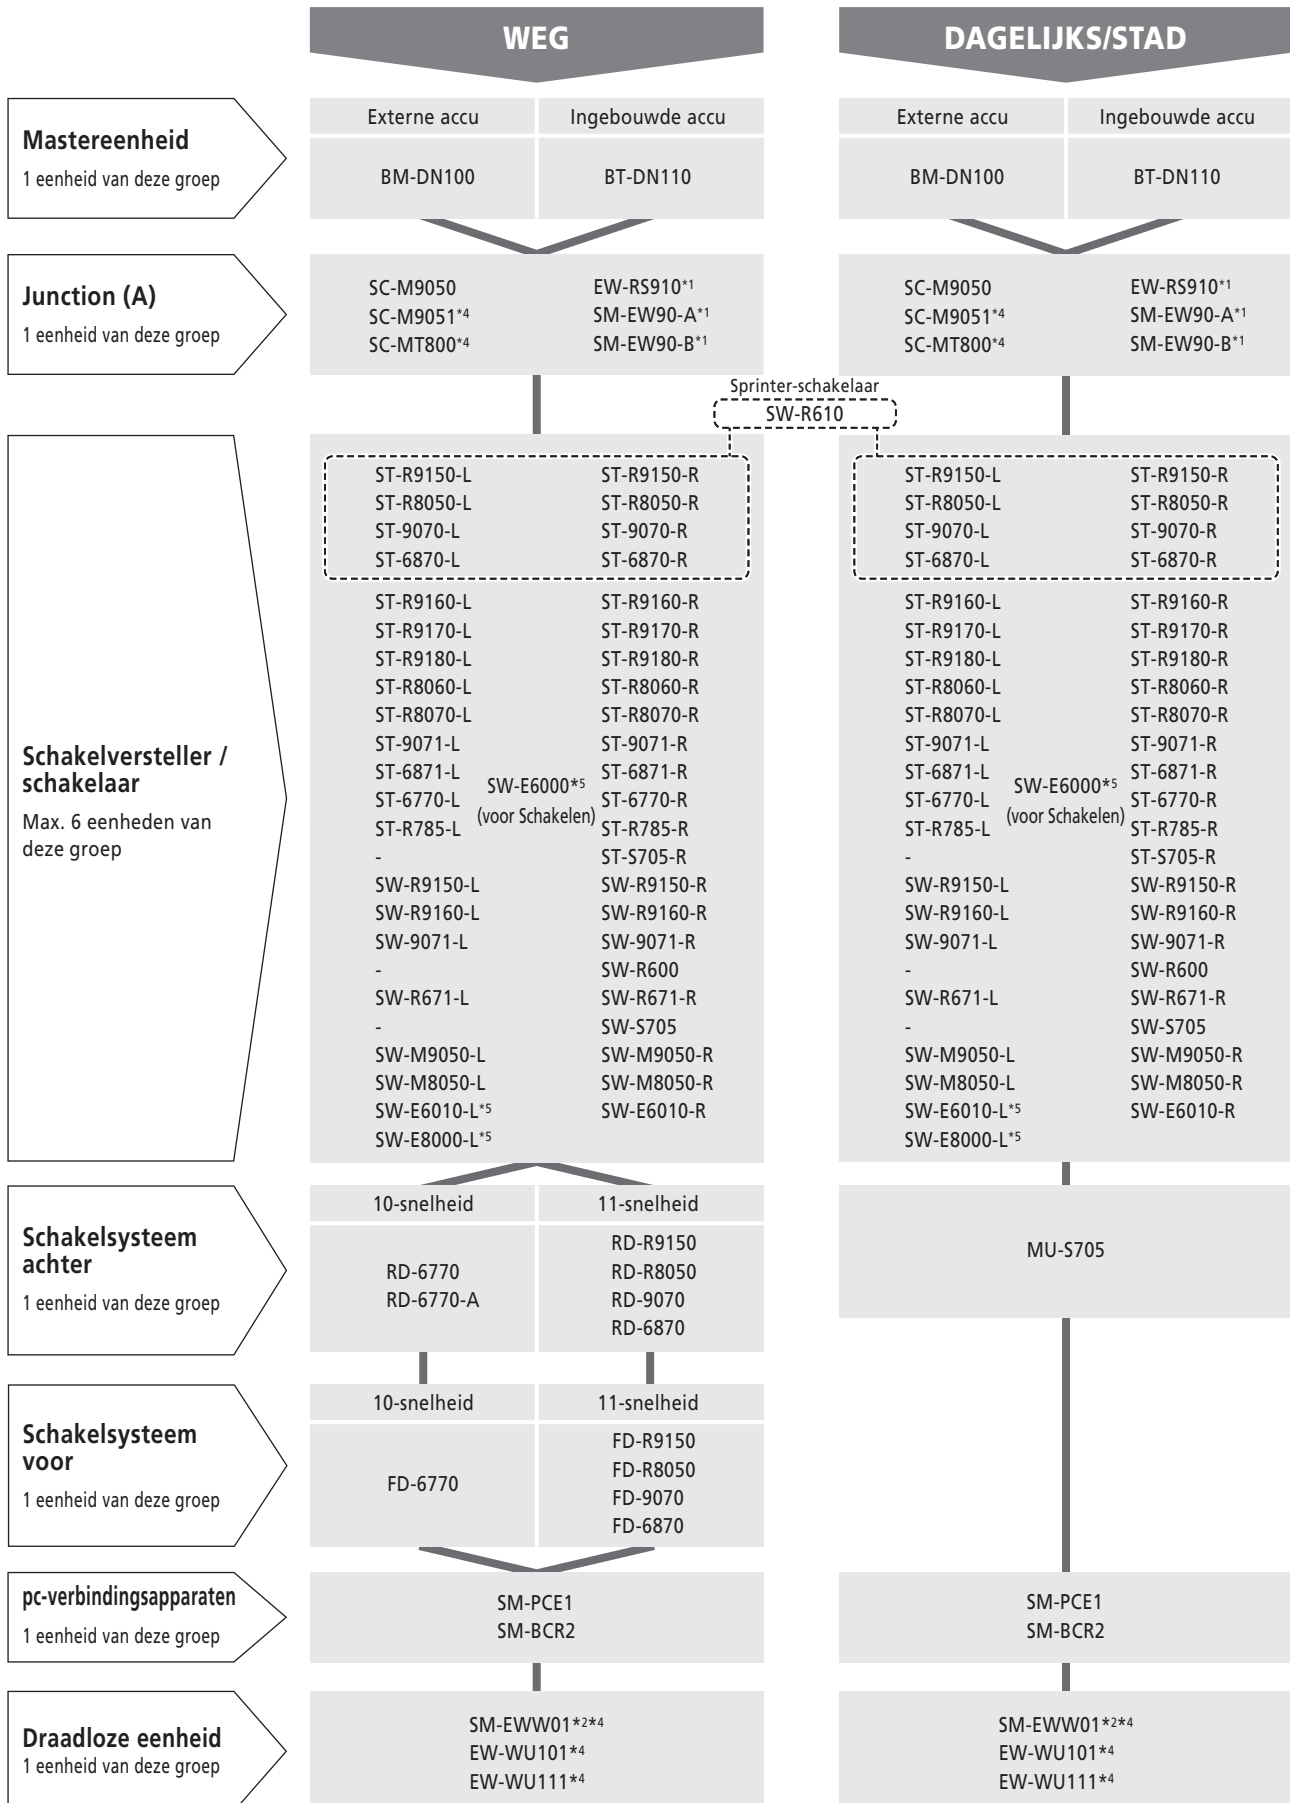 WEG
DAGELIJKS/STAD
Mastereenheid
1 eenheid van deze groep
Externe accu
Ingebouwde accu
BM-DN100
BT-DN110
Externe accu
Ingebouwde accu
BM-DN100
BT-DN110
Junction (A)
1 eenheid van deze groep
SC-M9050
SC-M9051*4
SC-MT800*4
EW-RS910*1
SM-EW90-A*1
SM-EW90-B*1
SC-M9050
SC-M9051*4
SC-MT800*4
EW-RS910*1
SM-EW90-A*1
SM-EW90-B*1
Sprinter-schakelaar
SW-R610
Schakelversteller /
schakelaar
Max. 6 eenheden van
deze groep
ST-R9150-L
ST-R8050-L
ST-9070-L
ST-6870-L
ST-R9160-L
ST-R9170-L
ST-R9180-L
ST-R8060-L
ST-R8070-L
ST-9071-L
ST-6871-L
ST-6770-L
ST-R785-L
-
SW-R9150-L
SW-R9160-L
SW-9071-L
-
SW-R671-L
-
SW-M9050-L
SW-M8050-L
SW-E6010-L*5
SW-E8000-L*5
SW-E6000*5
(voor Schakelen)
ST-R9150-R
ST-R8050-R
ST-9070-R
ST-6870-R
ST-R9160-R
ST-R9170-R
ST-R9180-R
ST-R8060-R
ST-R8070-R
ST-9071-R
ST-6871-R
ST-6770-R
ST-R785-R
ST-S705-R
SW-R9150-R
SW-R9160-R
SW-9071-R
SW-R600
SW-R671-R
SW-S705
SW-M9050-R
SW-M8050-R
SW-E6010-R
ST-R9150-L
ST-R8050-L
ST-9070-L
ST-6870-L
ST-R9160-L
ST-R9170-L
ST-R9180-L
ST-R8060-L
ST-R8070-L
ST-9071-L
ST-6871-L
ST-6770-L
ST-R785-L
-
SW-R9150-L
SW-R9160-L
SW-9071-L
-
SW-R671-L
-
SW-M9050-L
SW-M8050-L
SW-E6010-L*5
SW-E8000-L*5
SW-E6000*5
(voor Schakelen)
ST-R9150-R
ST-R8050-R
ST-9070-R
ST-6870-R
ST-R9160-R
ST-R9170-R
ST-R9180-R
ST-R8060-R
ST-R8070-R
ST-9071-R
ST-6871-R
ST-6770-R
ST-R785-R
ST-S705-R
SW-R9150-R
SW-R9160-R
SW-9071-R
SW-R600
SW-R671-R
SW-S705
SW-M9050-R
SW-M8050-R
SW-E6010-R
Schakelsysteem
achter
1 eenheid van deze groep
10-snelheid
11-snelheid
RD-6770
RD-6770-A
RD-R9150
RD-R8050
RD-9070
RD-6870
MU-S705
Schakelsysteem
voor
1 eenheid van deze groep
10-snelheid
11-snelheid
FD-6770
FD-R9150
FD-R8050
FD-9070
FD-6870
pc-verbindingsapparaten
1 eenheid van deze groep
SM-PCE1
SM-BCR2
SM-PCE1
SM-BCR2
Draadloze eenheid
1 eenheid van deze groep
SM-EWW01*2*4
EW-WU101*4
EW-WU111*4
SM-EWW01*2*4
EW-WU101*4
EW-WU111*4